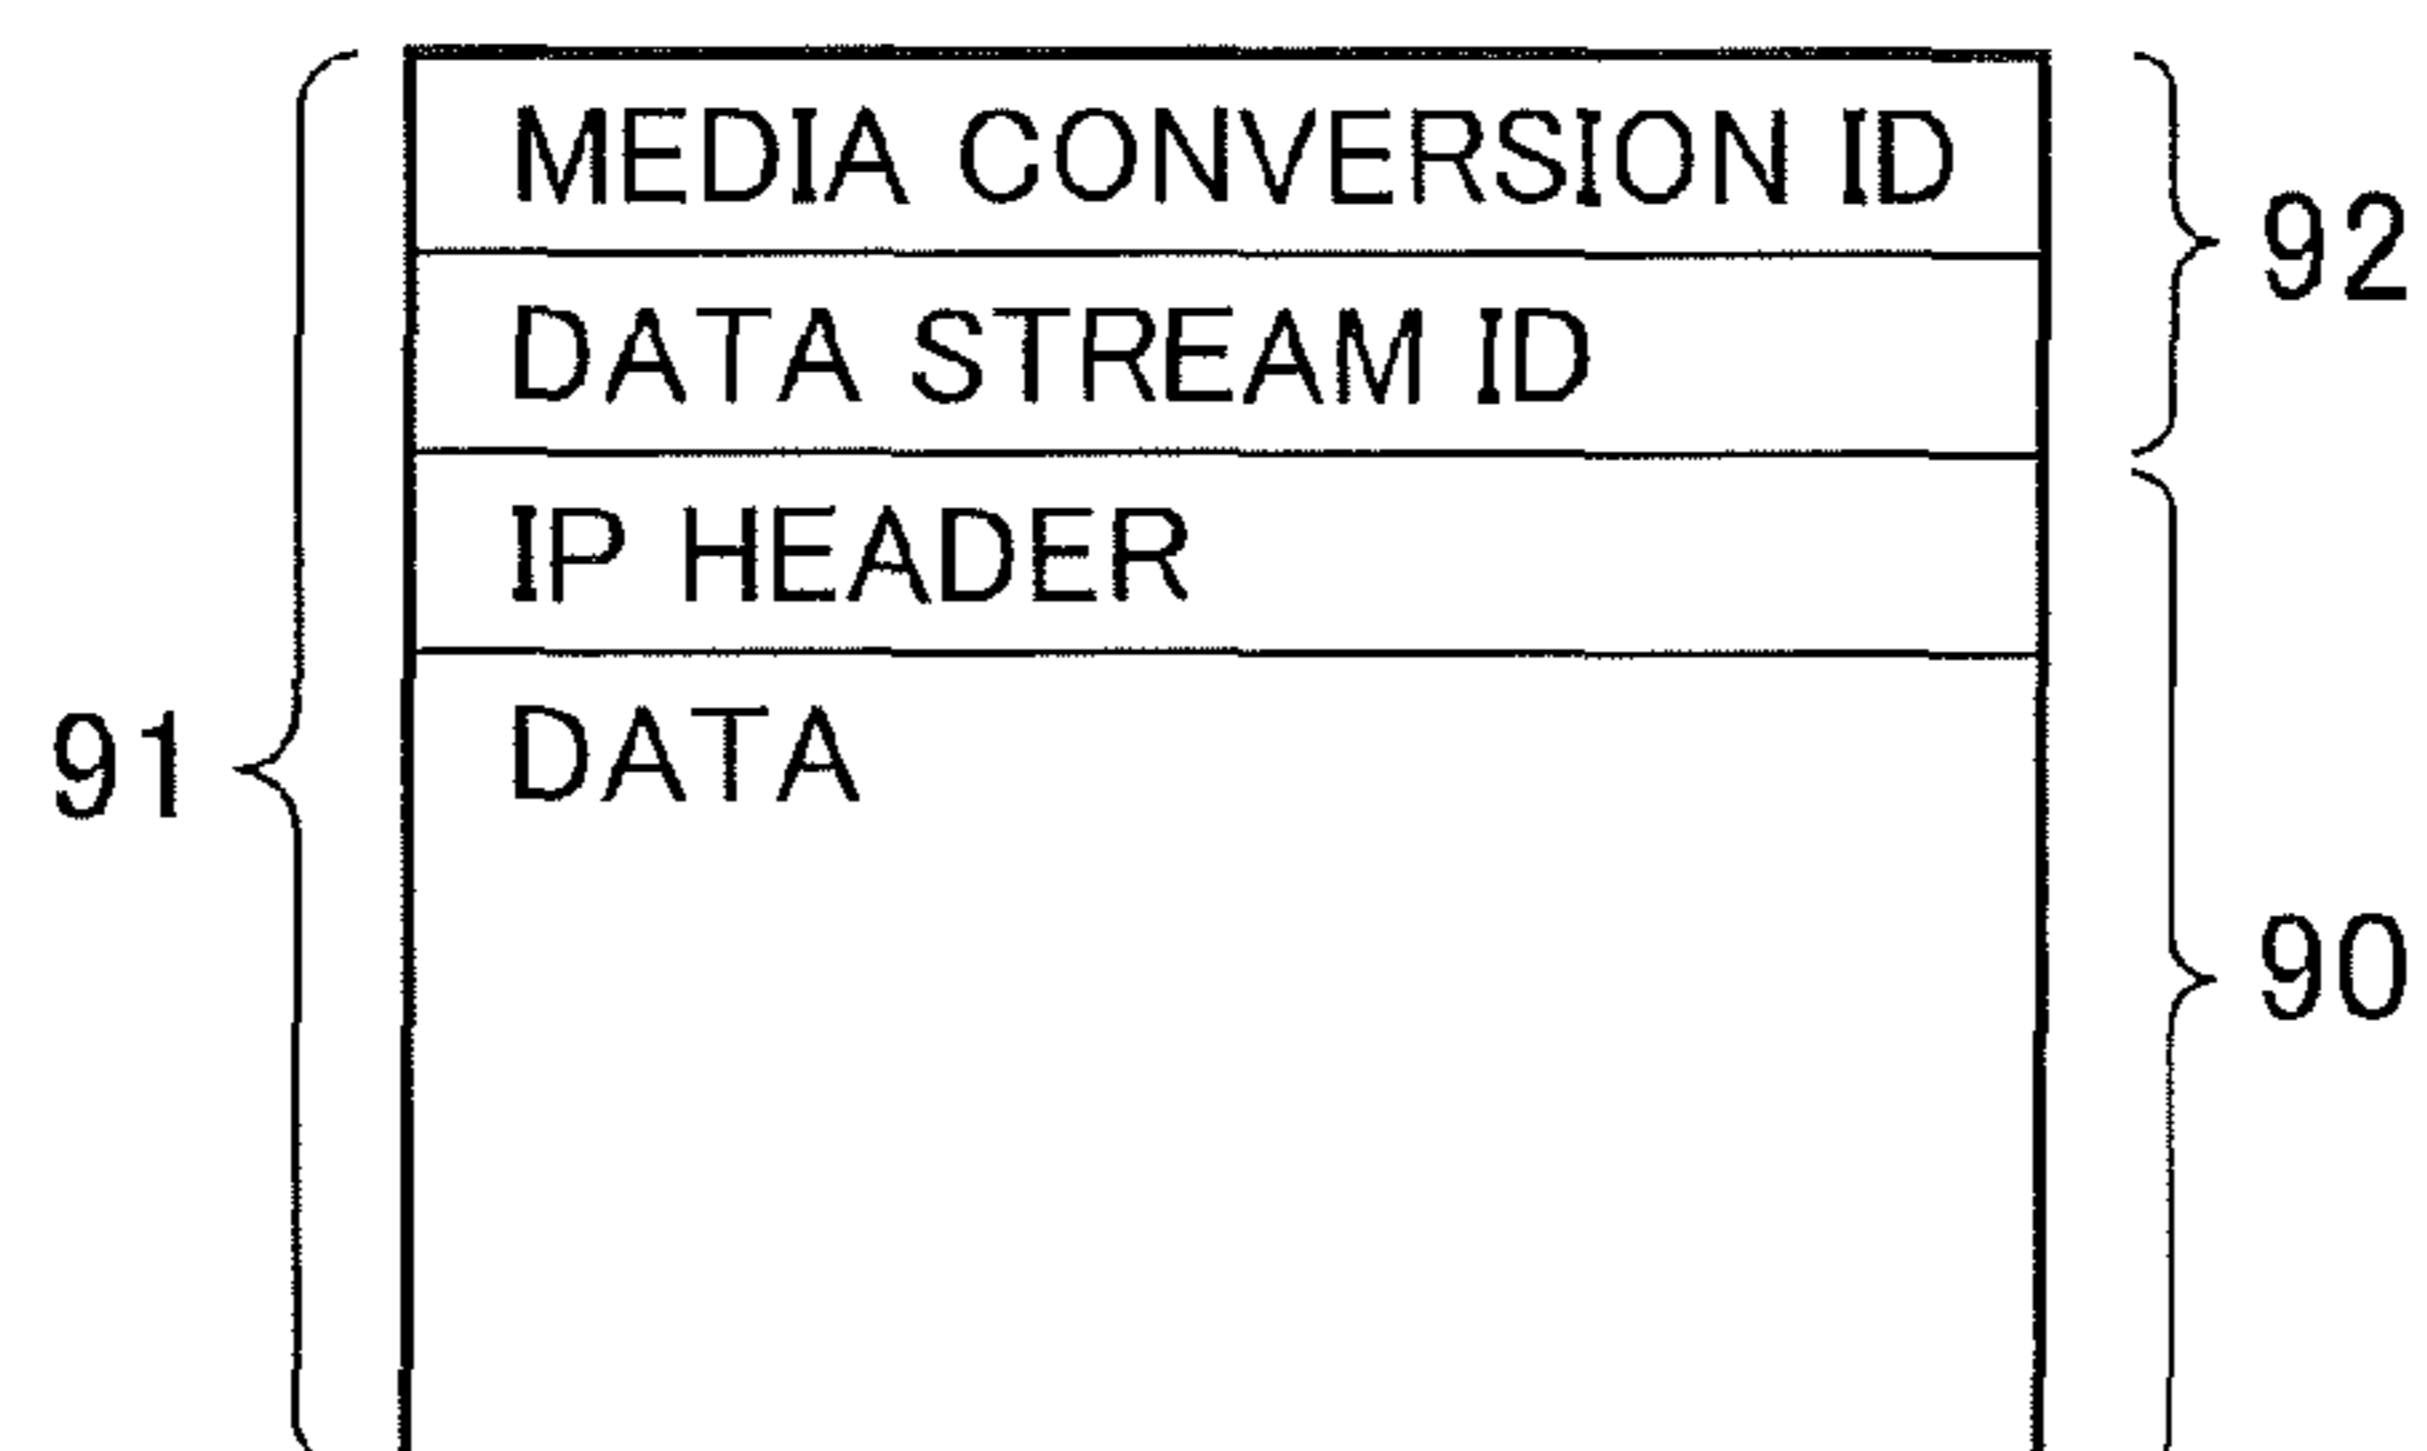 MEDIA CONVERSION ID
92
DATA STREAM ID
IP HEADER
91
DATA
90